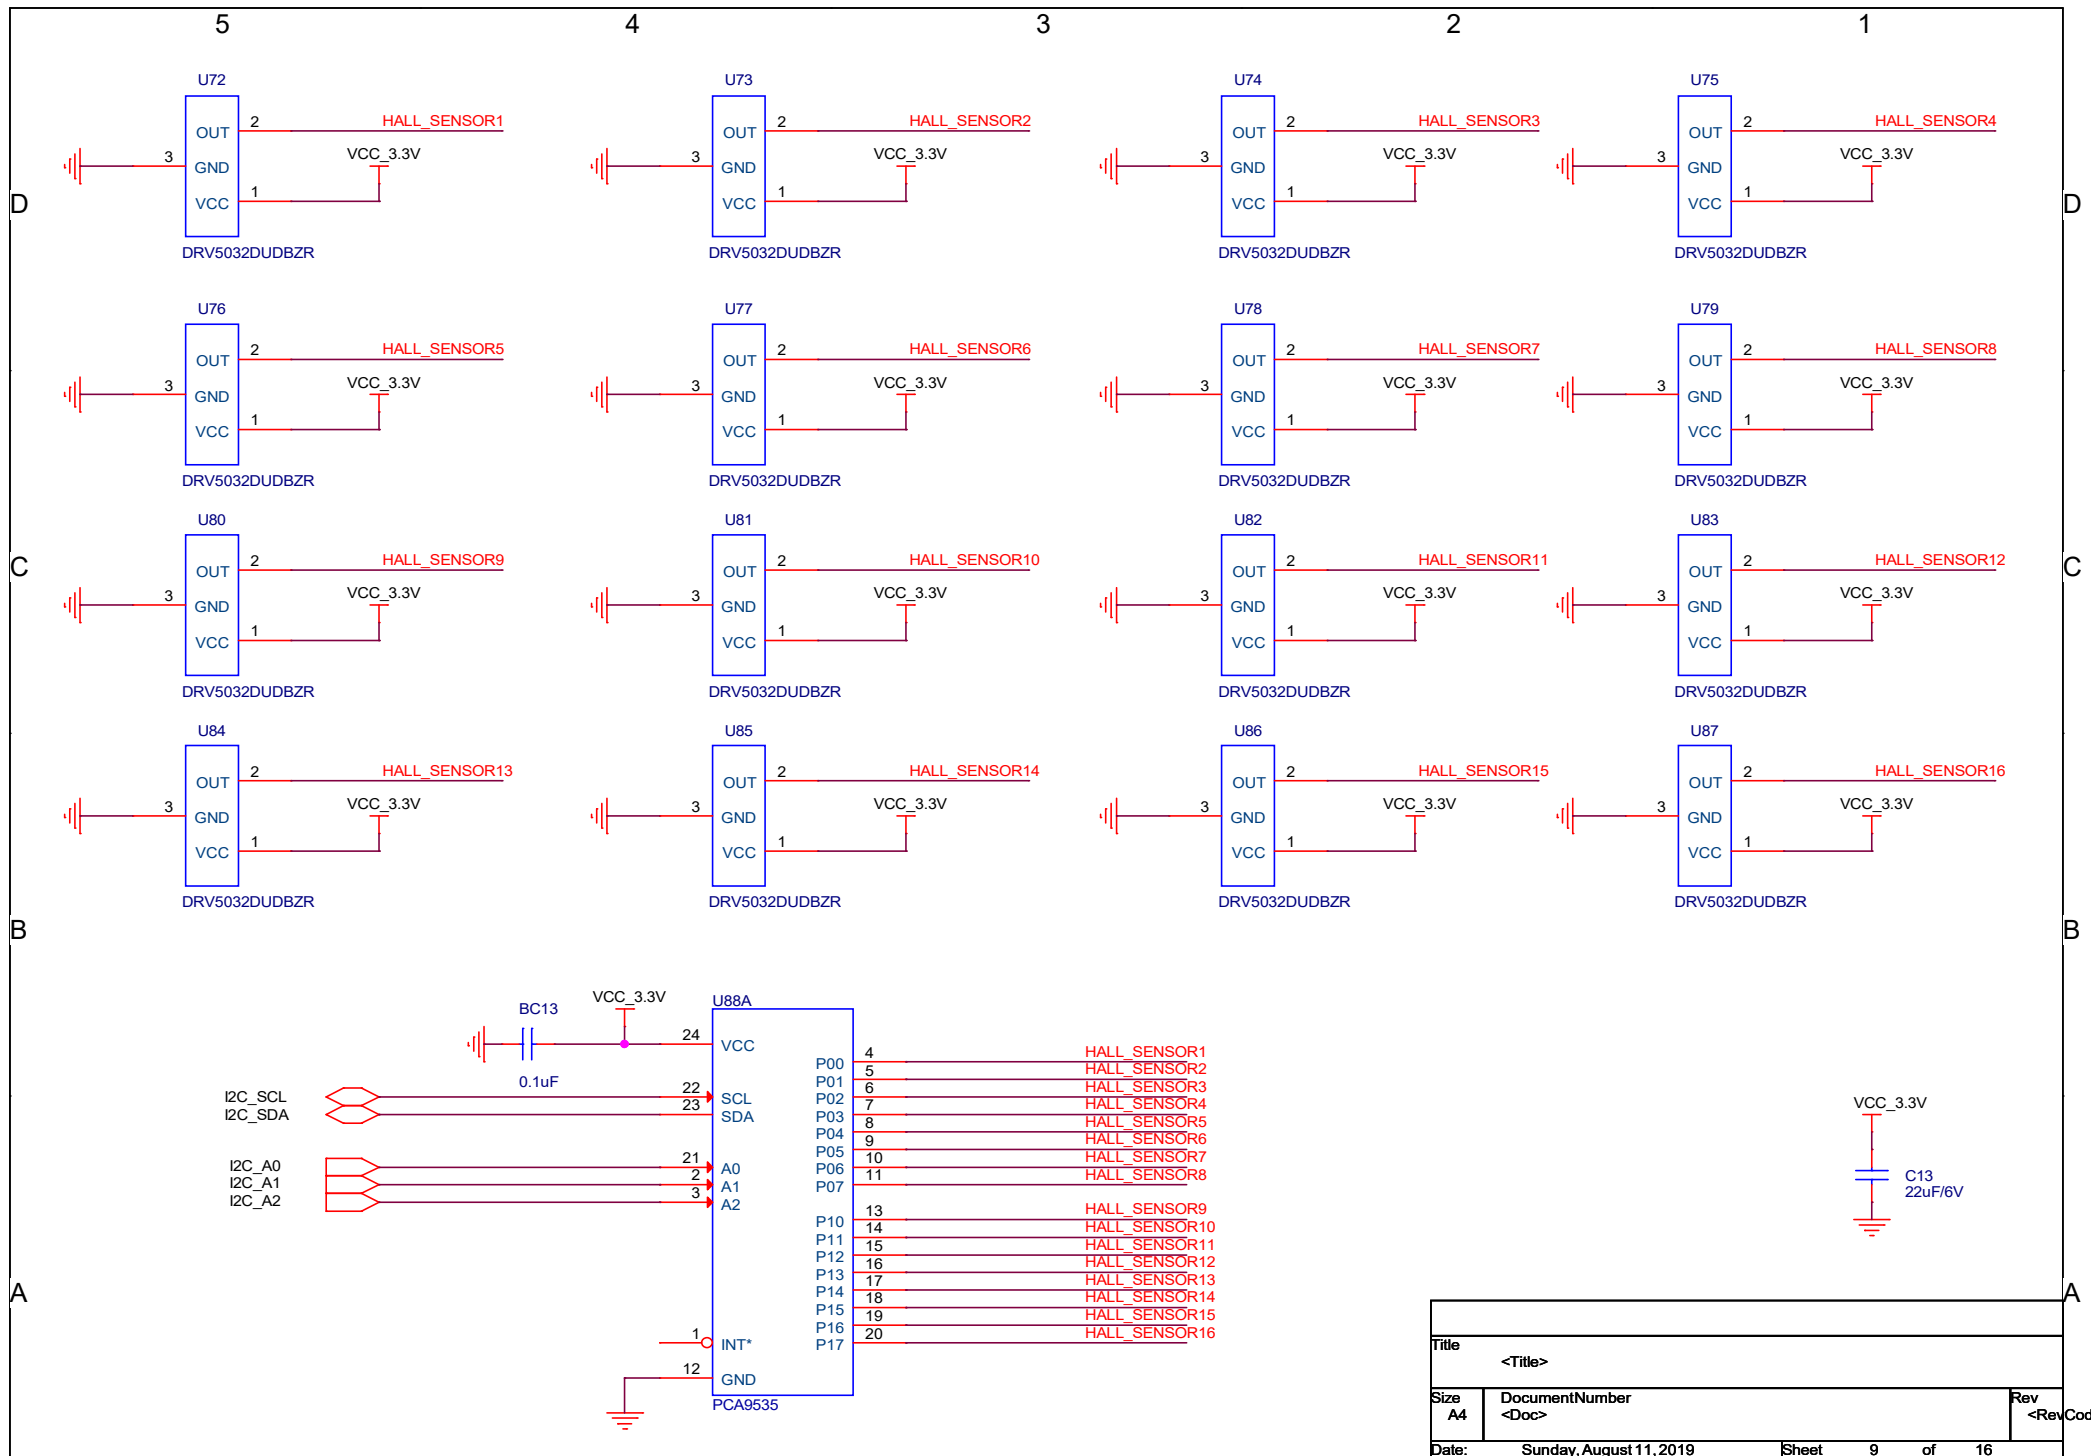 5 4 3 2 1
U72 U73 U74 U75
OUT 2 HALL_SENSOR1 OUT 2 HALL_SENSOR2 OUT 2 HALL_SENSOR3 OUT 2 HALL_SENSOR4
VCC_3.3V VCC_3.3V VCC_3.3V VCC_3.3V
3 GND 3 GND 3 GND 3 GND
D VCC 1 VCC 1 VCC 1 VCC 1 D
DRV5032DUDBZR DRV5032DUDBZR DRV5032DUDBZR DRV5032DUDBZR
U76 U77 U78 U79
OUT 2 HALL_SENSOR5 OUT 2 HALL_SENSOR6 OUT 2 HALL_SENSOR7 OUT 2 HALL_SENSOR8
VCC_3.3V VCC_3.3V VCC_3.3V VCC_3.3V
3 GND 3 GND 3 GND 3 GND
VCC 1 VCC 1 VCC 1 VCC 1
DRV5032DUDBZR DRV5032DUDBZR DRV5032DUDBZR DRV5032DUDBZR
U80 U81 U82 U83
C OUT 2 HALL_SENSOR9 OUT 2 HALL_SENSOR10 OUT 2 HALL_SENSOR11 OUT 2 HALL_SENSOR12 C
VCC_3.3V VCC_3.3V VCC_3.3V VCC_3.3V
3 GND 3 GND 3 GND 3 GND
VCC 1 VCC 1 VCC 1 VCC 1
DRV5032DUDBZR DRV5032DUDBZR DRV5032DUDBZR DRV5032DUDBZR
U84 U85 U86 U87
OUT 2 HALL_SENSOR13 OUT 2 HALL_SENSOR14 OUT 2 HALL_SENSOR15 OUT 2 HALL_SENSOR16
VCC_3.3V VCC_3.3V VCC_3.3V VCC_3.3V
3 GND 3 GND 3 GND 3 GND
VCC 1 VCC 1 VCC 1 VCC 1
DRV5032DUDBZR DRV5032DUDBZR DRV5032DUDBZR DRV5032DUDBZR
B B
BC13 VCC_3.3V U88A
24 VCC
0.1uF
I2C_SCL 22 SCL
I2C_SDA 23 SDA
I2C_A0 21 A0
I2C_A1 2 A1
I2C_A2 3 A2
1 INT*
12 GND
PCA9535
P00 4 HALL_SENSOR1
P01 5 HALL_SENSOR2
P02 6 HALL_SENSOR3
P03 7 HALL_SENSOR4
P04 8 HALL_SENSOR5
P05 9 HALL_SENSOR6
P06 10 HALL_SENSOR7
P07 11 HALL_SENSOR8
P10 13 HALL_SENSOR9
P11 14 HALL_SENSOR10
P12 15 HALL_SENSOR11
P13 16 HALL_SENSOR12
P14 17 HALL_SENSOR13
P15 18 HALL_SENSOR14
P16 19 HALL_SENSOR15
P17 20 HALL_SENSOR16
VCC_3.3V
C13
22uF/6V
A A
Title
<Title>
Size DocumentNumber Rev
A4 <Doc> <RevCod
Date: Sunday, August 11, 2019 Sheet 9 of 16